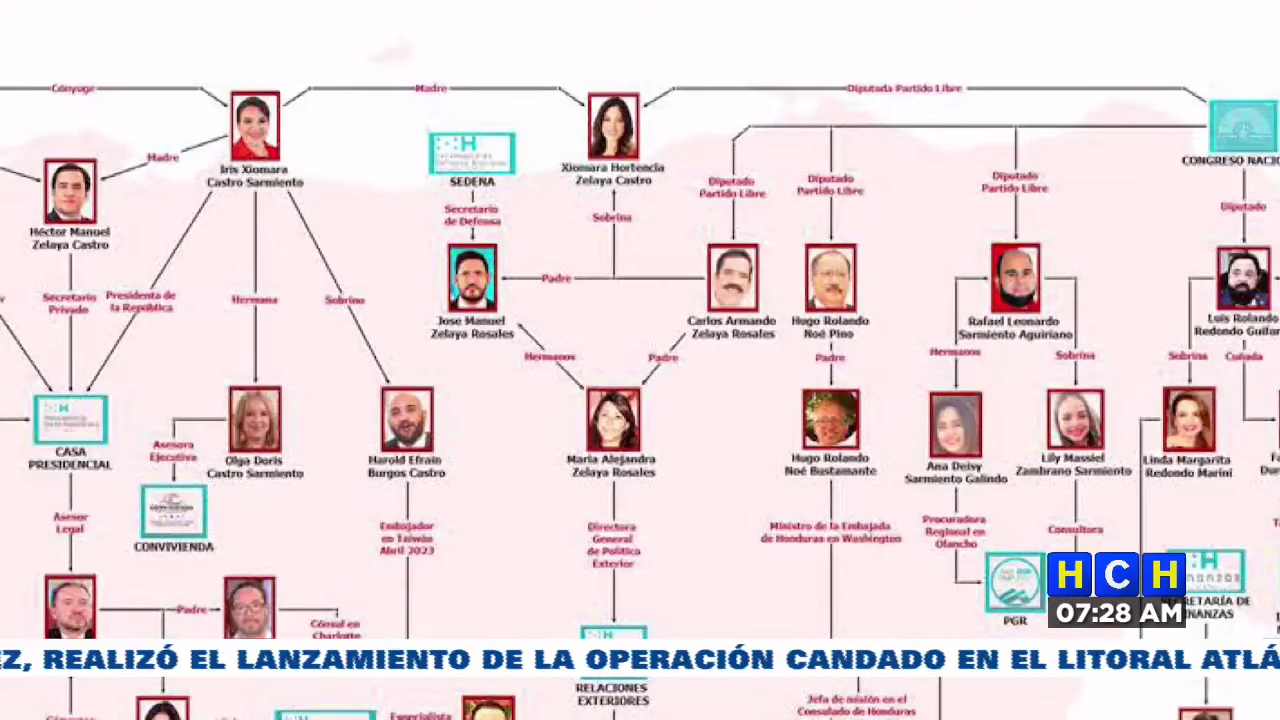 Cónyuge
Madre
Diputada Partido Libre
Madre
Iris Xiomara
Castro Sarmiento
SEDENA
Xiomara Hortencia
Zelaya Castro
CONGRESO
Diputado
Partido Libre
Diputado
Partido Libre
Diputado
Partido Libre
Héctor Manuel
Zelaya Castro
Secretario
de Defensa
Sobrina
Diputado
Secretario
Privado
Presidenta de
la República
Hermana
Sobrino
Padre
Jose Manuel
Zelaya Rosales
Carlos Armando
Zelaya Rosales
Hugo Rolando
Noé Pino
Rafael Leonardo
Sarmiento Aguiriano
Luis Rolando
Redondo
Hermanos
Padre
Padre
Hermanos
Sobrina
Sobrina
Cuñada
CASA
PRESIDENCIAL
Asesora
Ejecutiva
Olga Doris
Castro Sarmiento
Harold Efrain
Burgos Castro
Maria Alejandra
Zelaya Rosales
Hugo Rolando
Noé Bustamante
Ana Deisy
Sarmiento Galindo
Lily Massiel
Zambrano Sarmiento
Linda Margarita
Redondo Marini
Asesor
Legal
CONVIVIENDA
Embajador
en Taiwán
Abril 2023
Directora
General
de Política
Exterior
Ministro de la Embajada
de Honduras en Washington
Procuradora
Regional en
Olancho
Consultora
PGR
HCH
07:28 AM
SECRETARÍA DE
FINANZAS
Padre
Cónsul en
Charlotte
EZ, REALIZÓ EL LANZAMIENTO DE LA OPERACIÓN CANDADO EN EL LITORAL ATLÁ
RELACIONES
EXTERIORES
Jefa de misión en el
Consulado de Honduras
Especialista